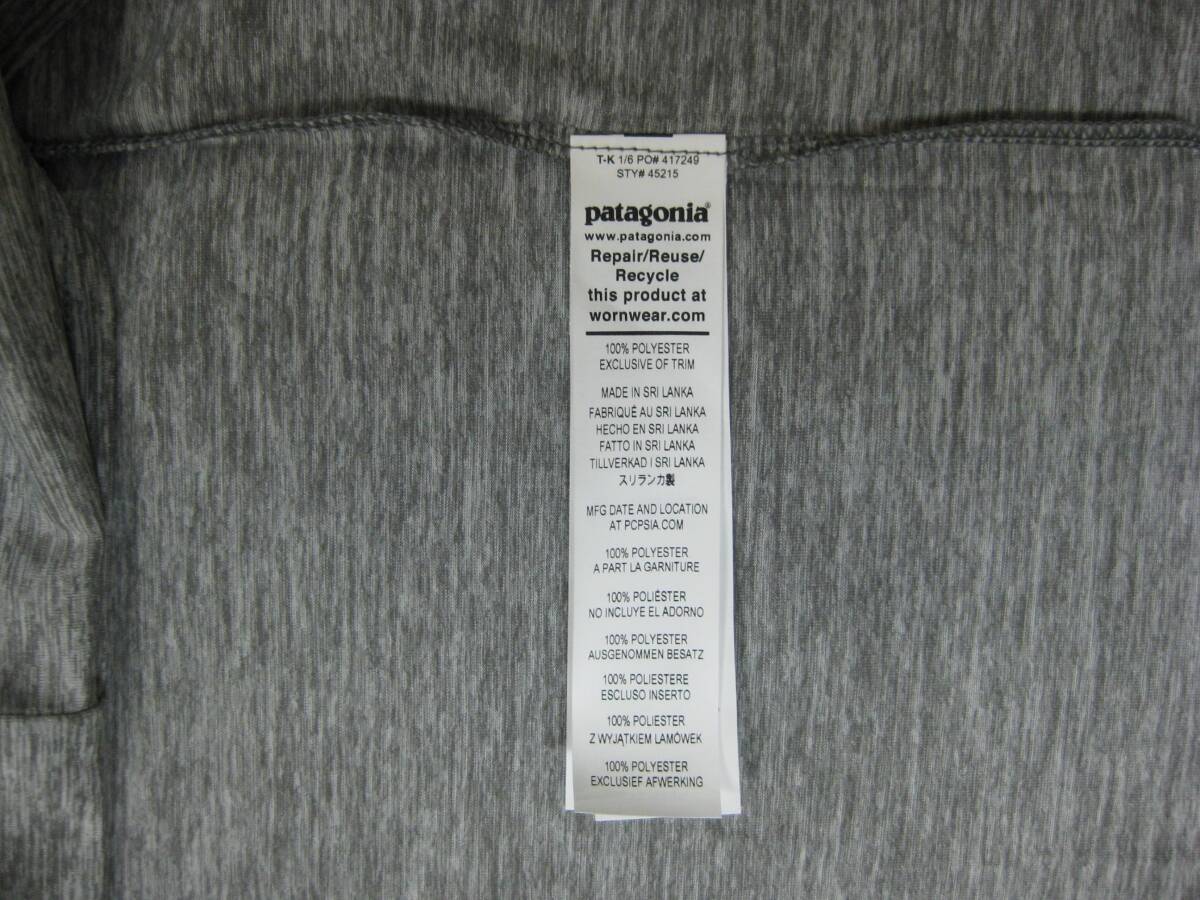 T-K 1/6 PO# 417249
STY# 45215
patagonia®
www.patagonia.com
Repair/Reuse/
Recycle
this product at
wornwear.com
100% POLYESTER
EXCLUSIVE OF TRIM
MADE IN SRI LANKA
FABRIQUÉ AU SRI LANKA
HECHO EN SRI LANKA
FATTO IN SRI LANKA
TILLVERKAD I SRI LANKA
スリランカ製
MFG DATE AND LOCATION
AT PCPSIA.COM
100% POLYESTER
A PART LA GARNITURE
100% POLIÉSTER
NO INCLUYE EL ADORNO
100% POLYESTER
AUSGENOMMEN BESATZ
100% POLIESTERE
ESCLUSO INSERTO
100% POLIESTER
Z WYJĄTKIEM LAMÓWEK
100% POLYESTER
EXCLUSIEF AFWERKING